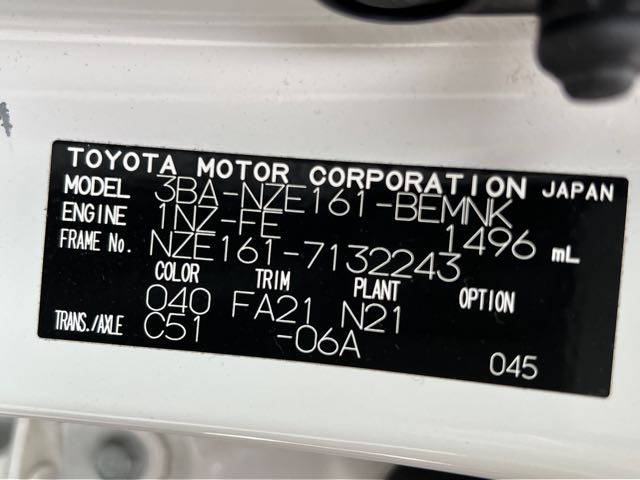 TOYOTA MOTOR CORPORATION JAPAN
MODEL 3BA-NZE161-BEMNK
ENGINE 1NZ-FE 1496 mL
FRAME No. NZE161-7132243
COLOR TRIM PLANT OPTION
040 FA21 N21
TRANS./AXLE C51 -06A
045